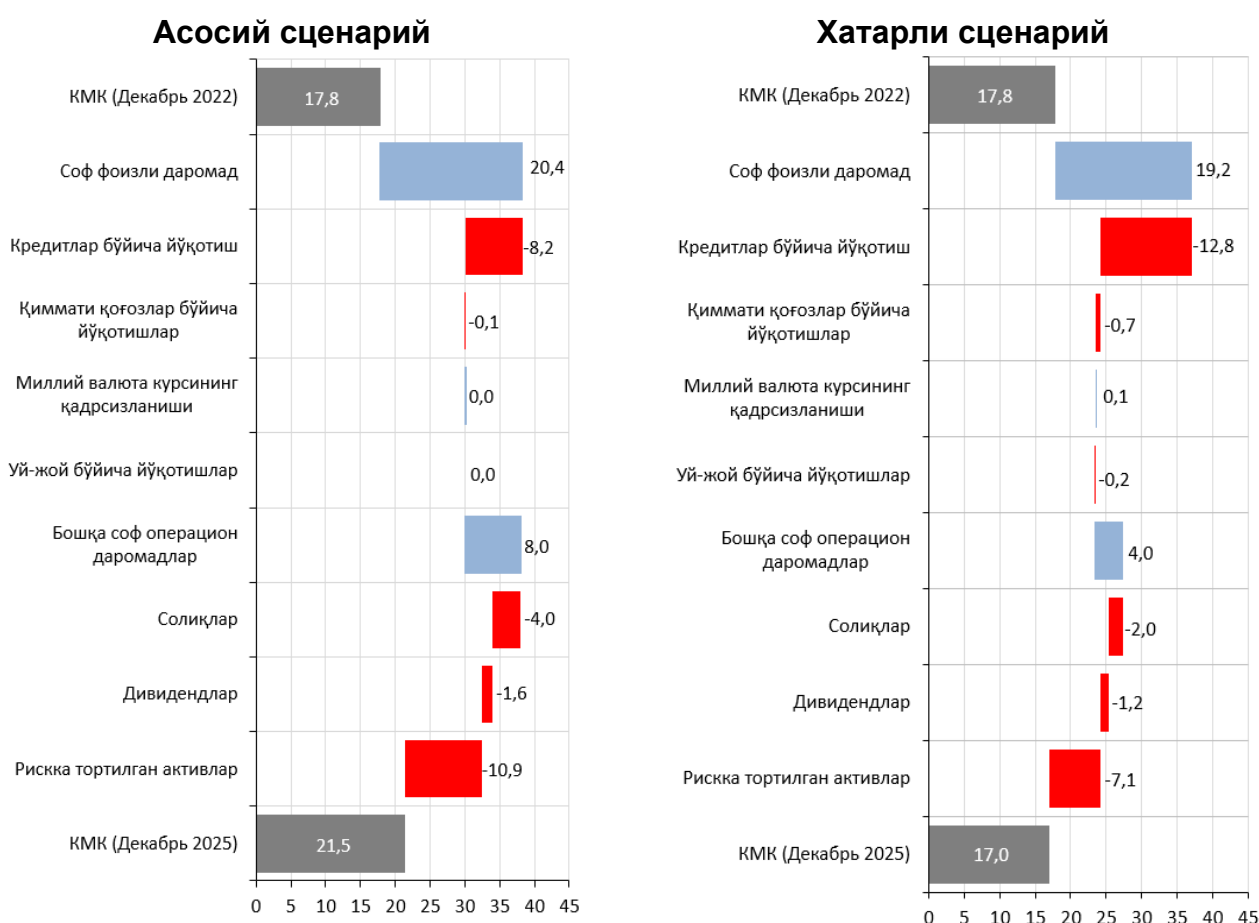 Асосий сценарий
КМК (Декабрь 2022)
17,8
Соф фоизли даромад
20,4
Кредитлар бўйича йўқотиш
-8,2
Қиммати қоғозлар бўйича
йўқотишлар
-0,1
Миллий валюта курсининг
қадрсизланиши
0,0
Уй-жой бўйича йўқотишлар
0,0
Бошқа соф операцион
даромадлар
8,0
Солиқлар
-4,0
Дивидендлар
-1,6
Рискка тортилган активлар
-10,9
КМК (Декабрь 2025)
21,5
0 5 10 15 20 25 30 35 40 45
Хатарли сценарий
КМК (Декабрь 2022)
17,8
Соф фоизли даромад
19,2
Кредитлар бўйича йўқотиш
-12,8
Қиммати қоғозлар бўйича
йўқотишлар
-0,7
Миллий валюта курсининг
қадрсизланиши
0,1
Уй-жой бўйича йўқотишлар
-0,2
Бошқа соф операцион
даромадлар
4,0
Солиқлар
-2,0
Дивидендлар
-1,2
Рискка тортилган активлар
-7,1
КМК (Декабрь 2025)
17,0
0 5 10 15 20 25 30 35 40 45